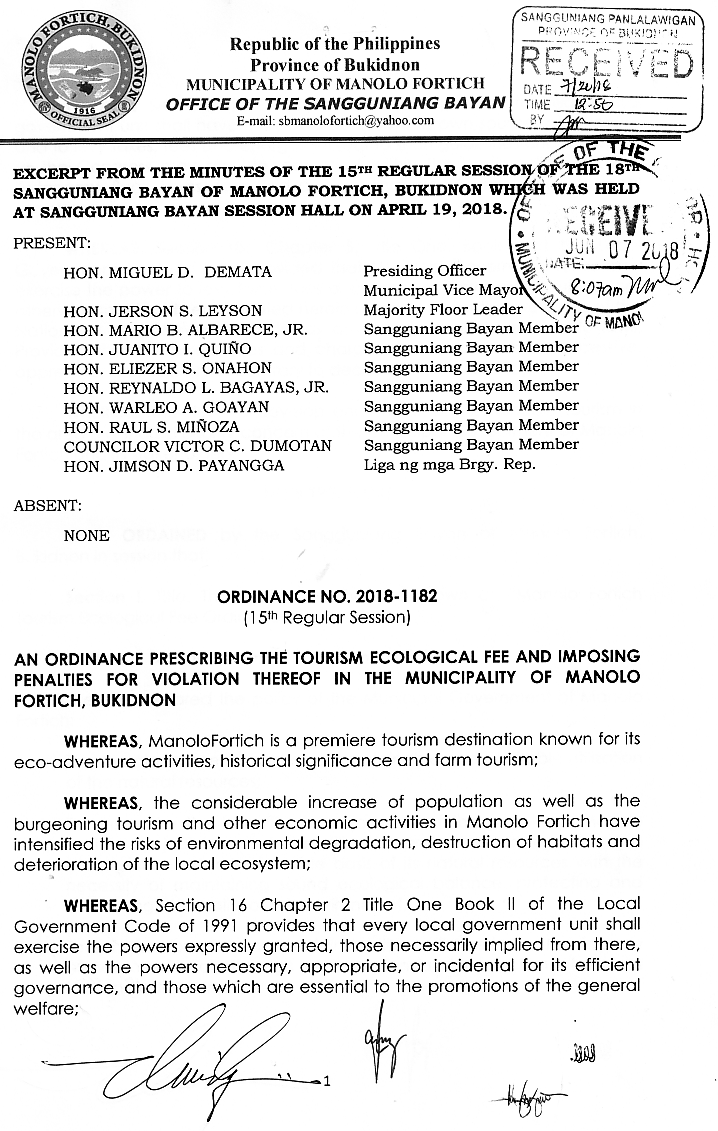 MANOLO FORTICH, BUKIDNON
1916
OFFICIAL SEAL
Republic of the Philippines
Province of Bukidnon
MUNICIPALITY OF MANOLO FORTICH
OFFICE OF THE SANGGUNIANG BAYAN
E-mail: sbmanolofortich@yahoo.com
SANGGUNIANG PANLALAWIGAN
PROVINCE OF BUKIDNON
RECEIVED
DATE 7/20/18
TIME 12:50
BY
EXCERPT FROM THE MINUTES OF THE 15TH REGULAR SESSION OF THE 18TH
SANGGUNIANG BAYAN OF MANOLO FORTICH, BUKIDNON WHICH WAS HELD
AT SANGGUNIANG BAYAN SESSION HALL ON APRIL 19, 2018.
OF THE
RECEIVE
JUN 07 2018
DATE:
8:07am
MUNICIPALITY OF MANO
PRESENT:
HON. MIGUEL D. DEMATA Presiding Officer
Municipal Vice Mayor
HON. JERSON S. LEYSON Majority Floor Leader
HON. MARIO B. ALBARECE, JR. Sangguniang Bayan Member
HON. JUANITO I. QUIÑO Sangguniang Bayan Member
HON. ELIEZER S. ONAHON Sangguniang Bayan Member
HON. REYNALDO L. BAGAYAS, JR. Sangguniang Bayan Member
HON. WARLEO A. GOAYAN Sangguniang Bayan Member
HON. RAUL S. MIÑOZA Sangguniang Bayan Member
COUNCILOR VICTOR C. DUMOTAN Sangguniang Bayan Member
HON. JIMSON D. PAYANGGA Liga ng mga Brgy. Rep.
ABSENT:
NONE
ORDINANCE NO. 2018-1182
(15th Regular Session)
AN ORDINANCE PRESCRIBING THE TOURISM ECOLOGICAL FEE AND IMPOSING
PENALTIES FOR VIOLATION THEREOF IN THE MUNICIPALITY OF MANOLO
FORTICH, BUKIDNON
WHEREAS, ManoloFortich is a premiere tourism destination known for its
eco-adventure activities, historical significance and farm tourism;
WHEREAS, the considerable increase of population as well as the
burgeoning tourism and other economic activities in Manolo Fortich have
intensified the risks of environmental degradation, destruction of habitats and
deterioration of the local ecosystem;
WHEREAS, Section 16 Chapter 2 Title One Book II of the Local
Government Code of 1991 provides that every local government unit shall
exercise the powers expressly granted, those necessarily implied from there,
as well as the powers necessary, appropriate, or incidental for its efficient
governance, and those which are essential to the promotions of the general
welfare;
1